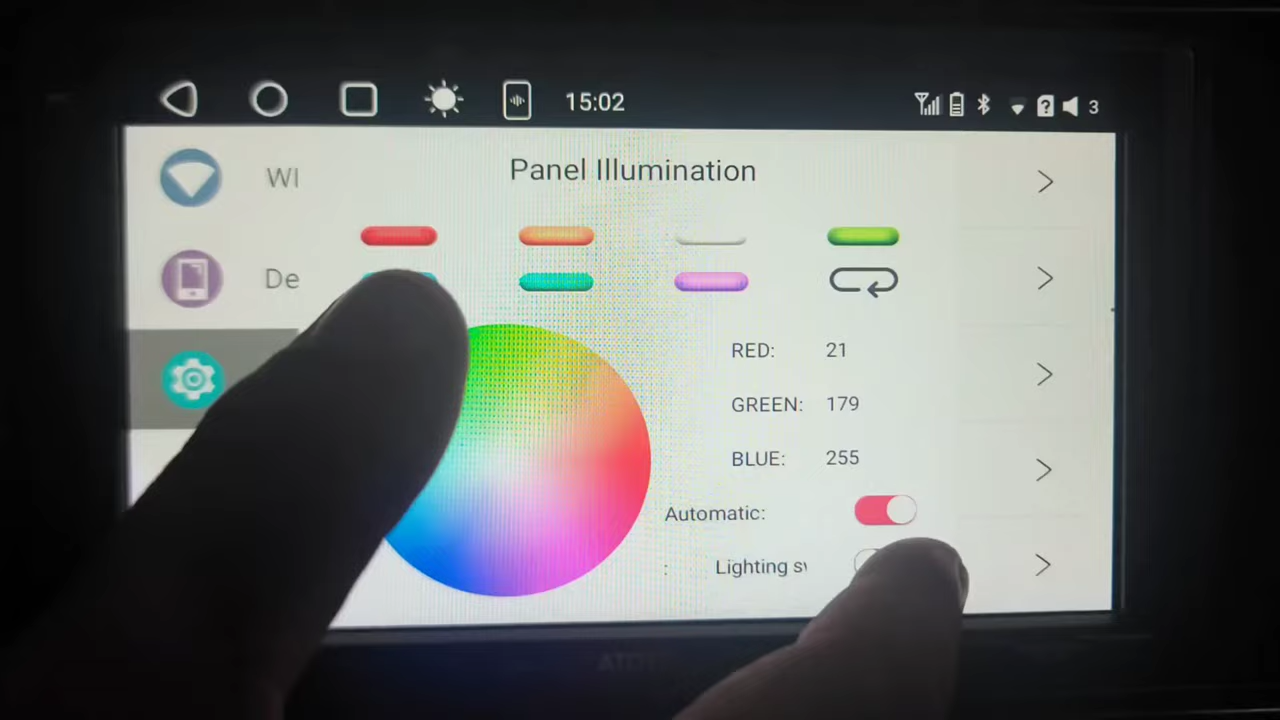 15:02
3
Panel Illumination
WI
De
RED: 21
GREEN: 179
BLUE: 255
Automatic:
: Lighting